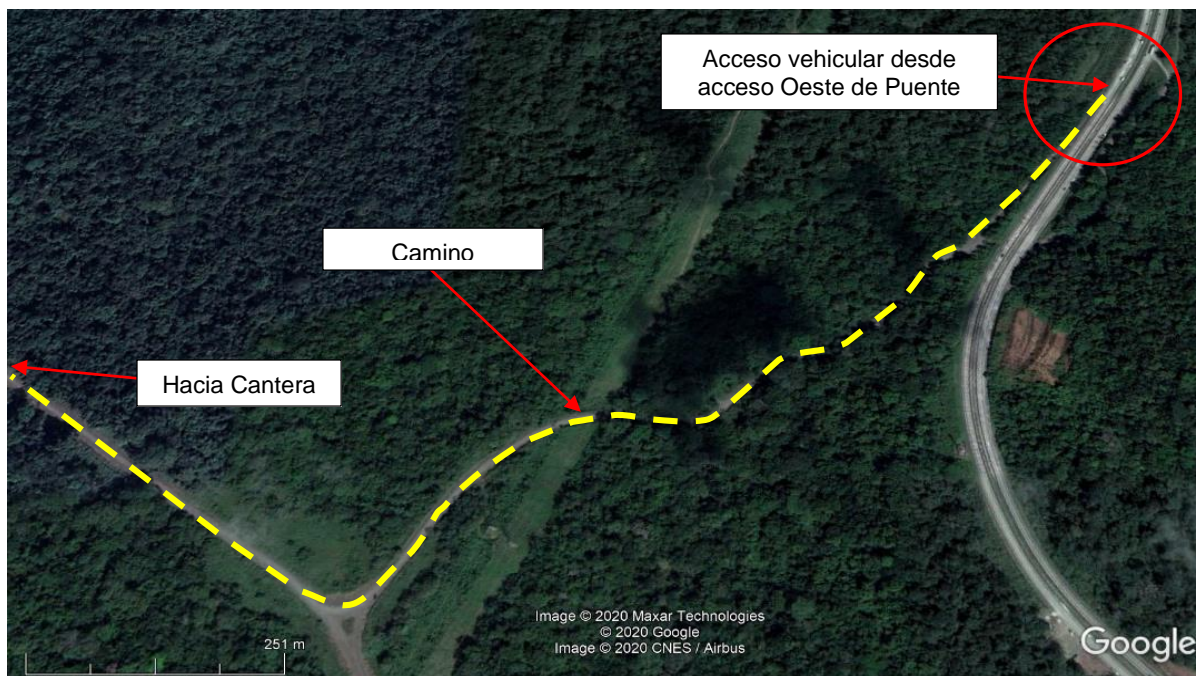 Acceso vehicular desde
acceso Oeste de Puente
Camino
Hacia Cantera
Image © 2020 Maxar Technologies
© 2020 Google
Image © 2020 CNES / Airbus
251 m
Google